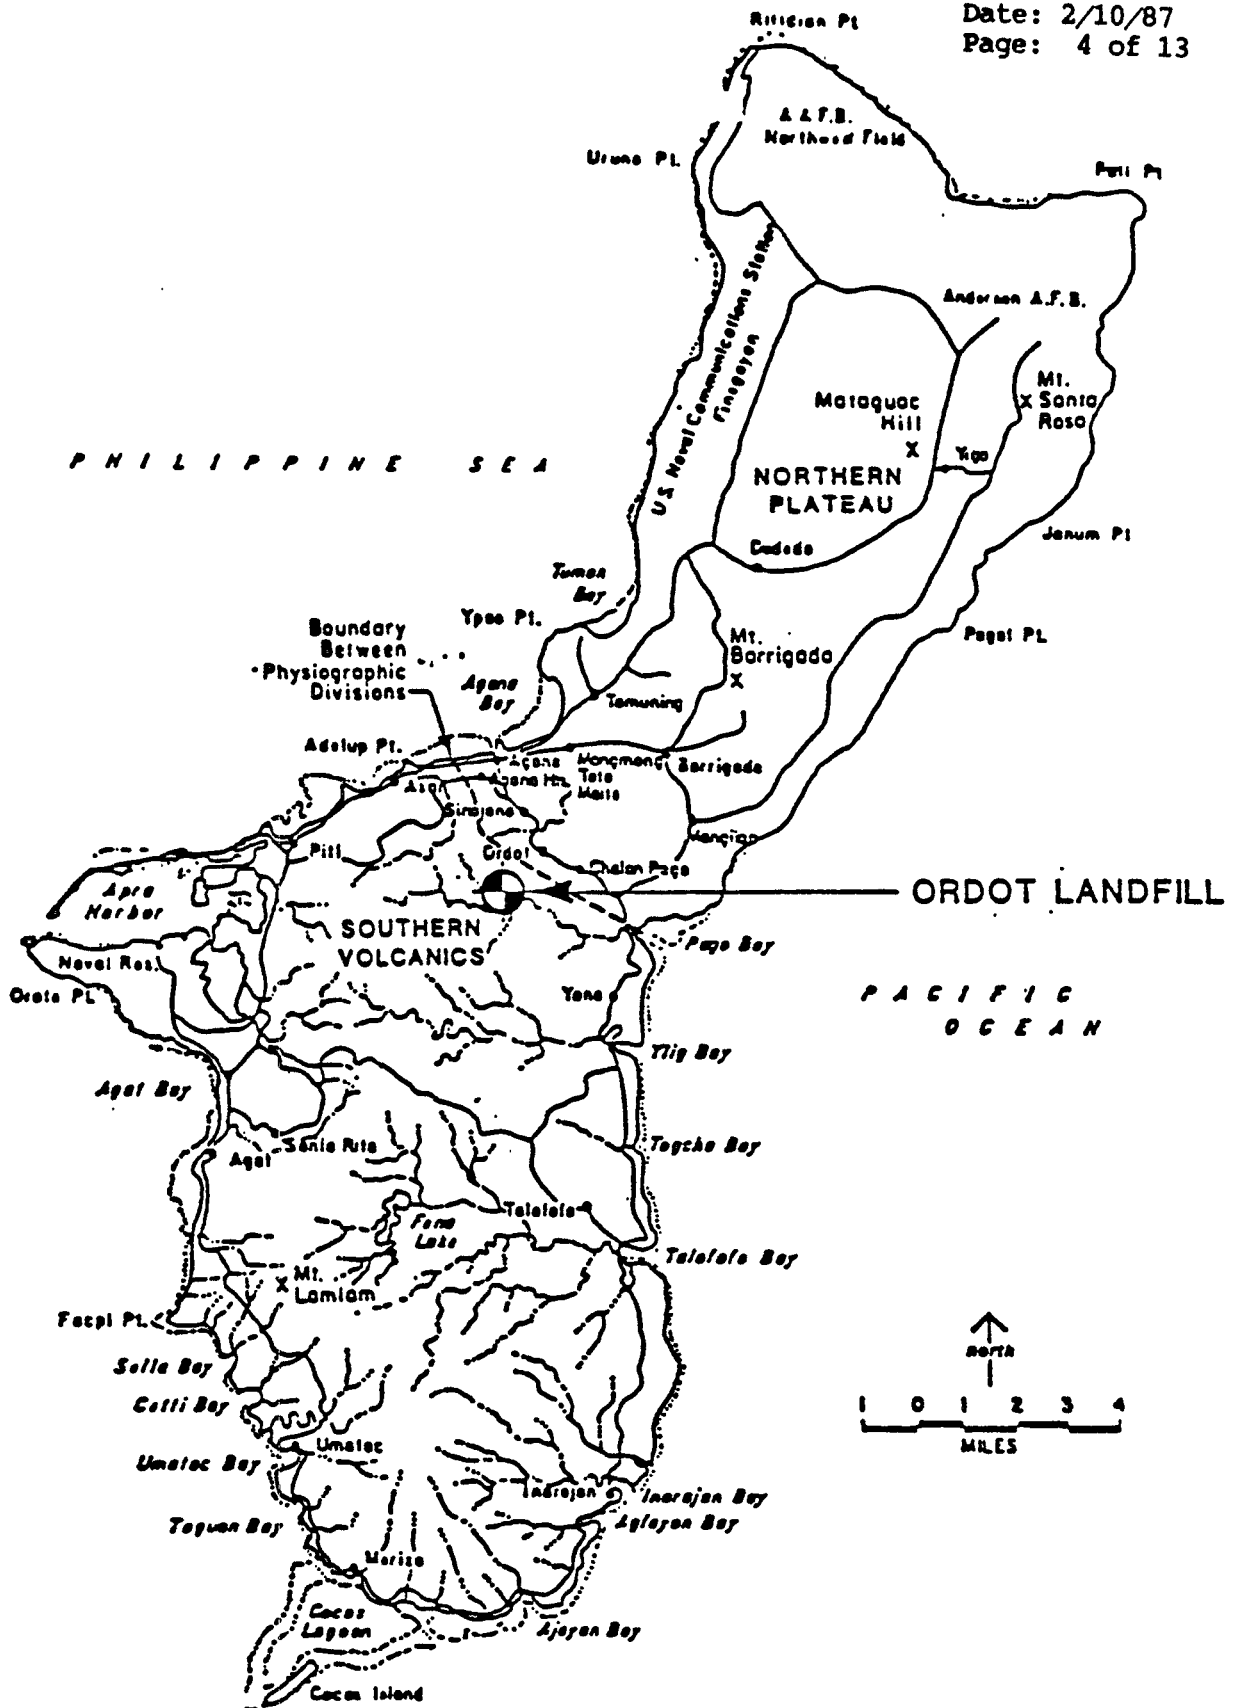 Date: 2/10/87
Page: 4 of 13
Ritidian Pt
A.A.F.B.
Northwest Field
Uruno Pt.
Pati Pt
U.S. Naval Communications Station
Finegayan
Anderson A.F.B.
Mt.
Santa
Rosa
X
Mataguac
Hill
X
Yigo
PHILIPPINE SEA
NORTHERN
PLATEAU
Janum Pt
Dededo
Tumon
Bay
Ypao Pt.
Boundary
Between
Physiographic
Divisions
Mt.
Barrigada
X
Pagat Pt.
Agana
Bay
Tamuning
Adelup Pt.
Agana
Mongmong
Toto
Maite
Barrigada
Asan
Agana Hts.
Sinajana
Mangilao
Piti
Ordot
Chalan Pago
Apra
Harbor
ORDOT LANDFILL
SOUTHERN
VOLCANICS
Pago Bay
Naval Res.
Orote Pt.
Yona
PACIFIC
OCEAN
Ylig Bay
Agat Bay
Santa Rita
Agat
Togcha Bay
Talofofo
Fena
Lake
Talofofo Bay
X
Mt.
Lamlam
Facpi Pt.
north
Sella Bay
Cetti Bay
1 0 1 2 3 4
MILES
Umatac
Umatac Bay
Inarajan
Inarajan Bay
Agfayan Bay
Toguan Bay
Merizo
Cocos
Lagoon
Ajayan Bay
Cocos Island